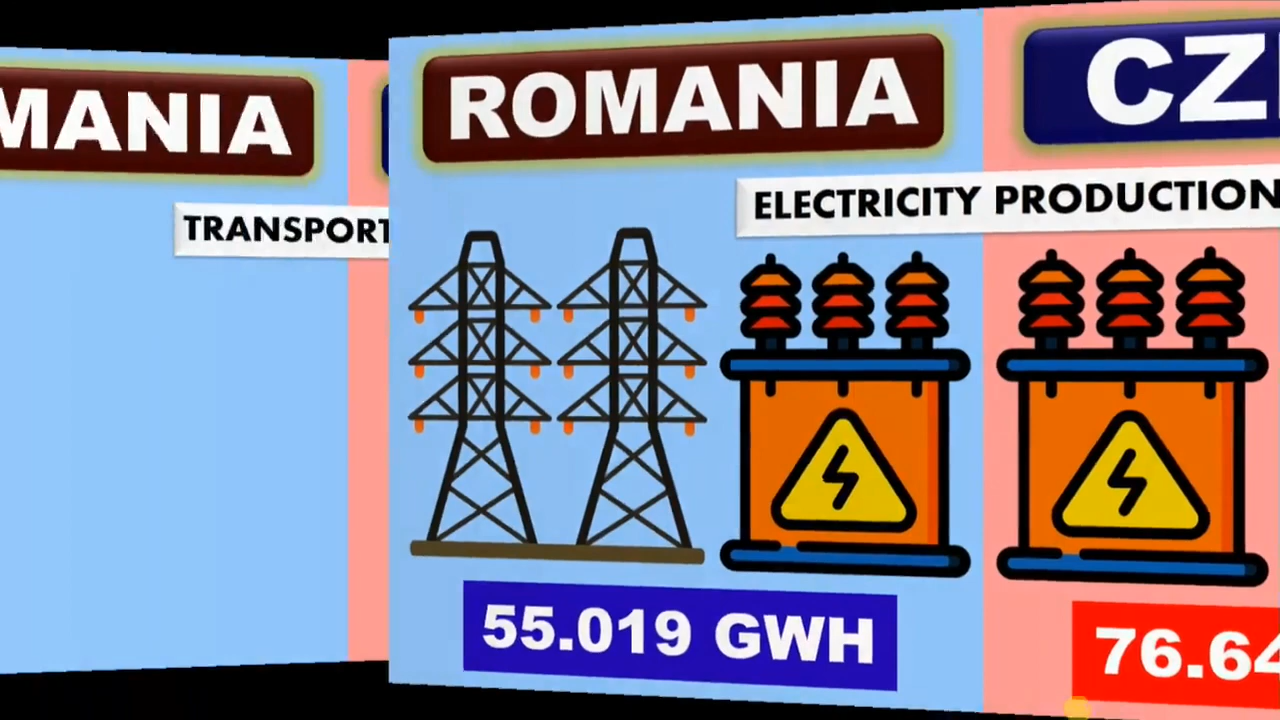 MANIA
TRANSPORT
ROMANIA
CZ
ELECTRICITY PRODUCTION
55.019 GWH
76.64